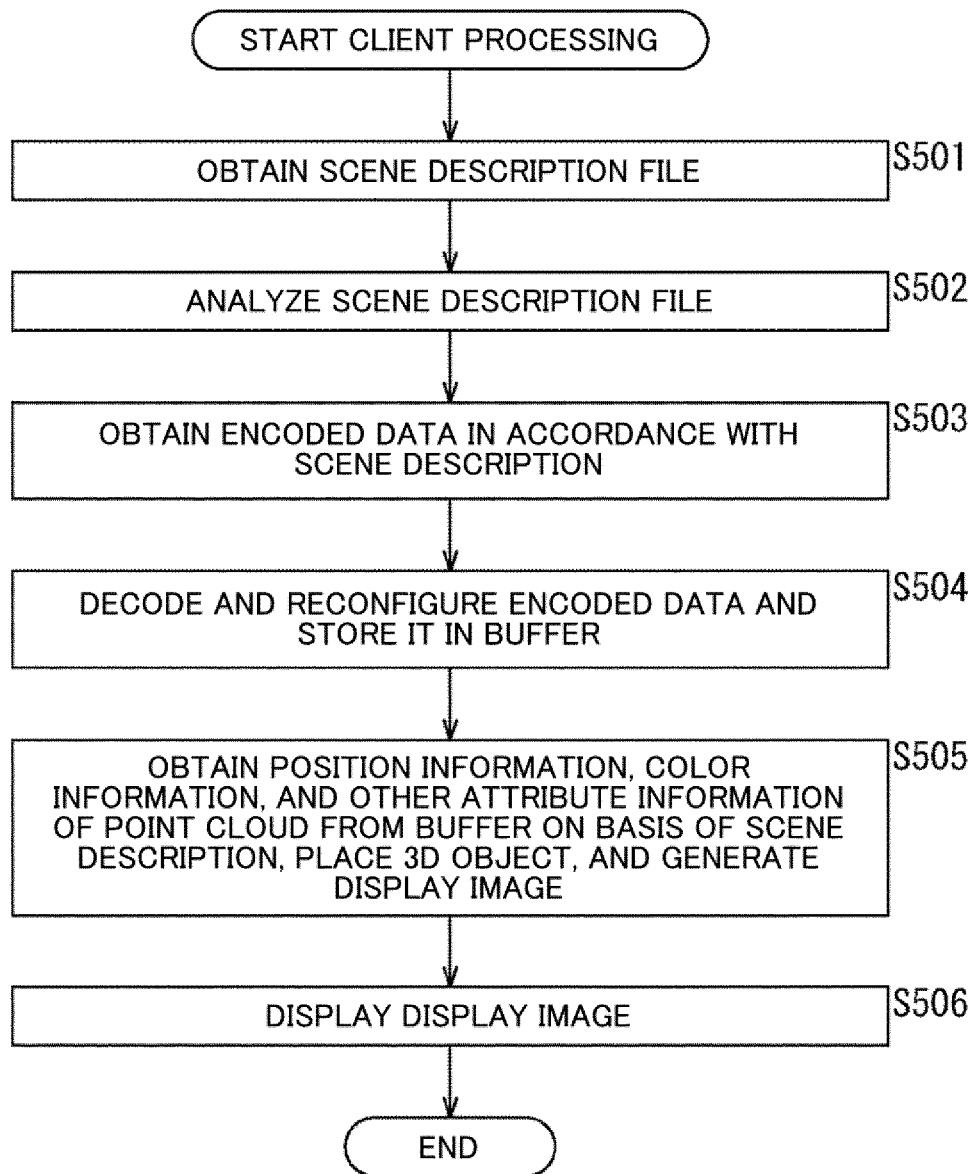 START CLIENT PROCESSING
S501
OBTAIN SCENE DESCRIPTION FILE
S502
ANALYZE SCENE DESCRIPTION FILE
S503
OBTAIN ENCODED DATA IN ACCORDANCE WITH
SCENE DESCRIPTION
S504
DECODE AND RECONFIGURE ENCODED DATA AND
STORE IT IN BUFFER
S505
OBTAIN POSITION INFORMATION, COLOR
INFORMATION, AND OTHER ATTRIBUTE INFORMATION
OF POINT CLOUD FROM BUFFER ON BASIS OF SCENE
DESCRIPTION, PLACE 3D OBJECT, AND GENERATE
DISPLAY IMAGE
S506
DISPLAY DISPLAY IMAGE
END